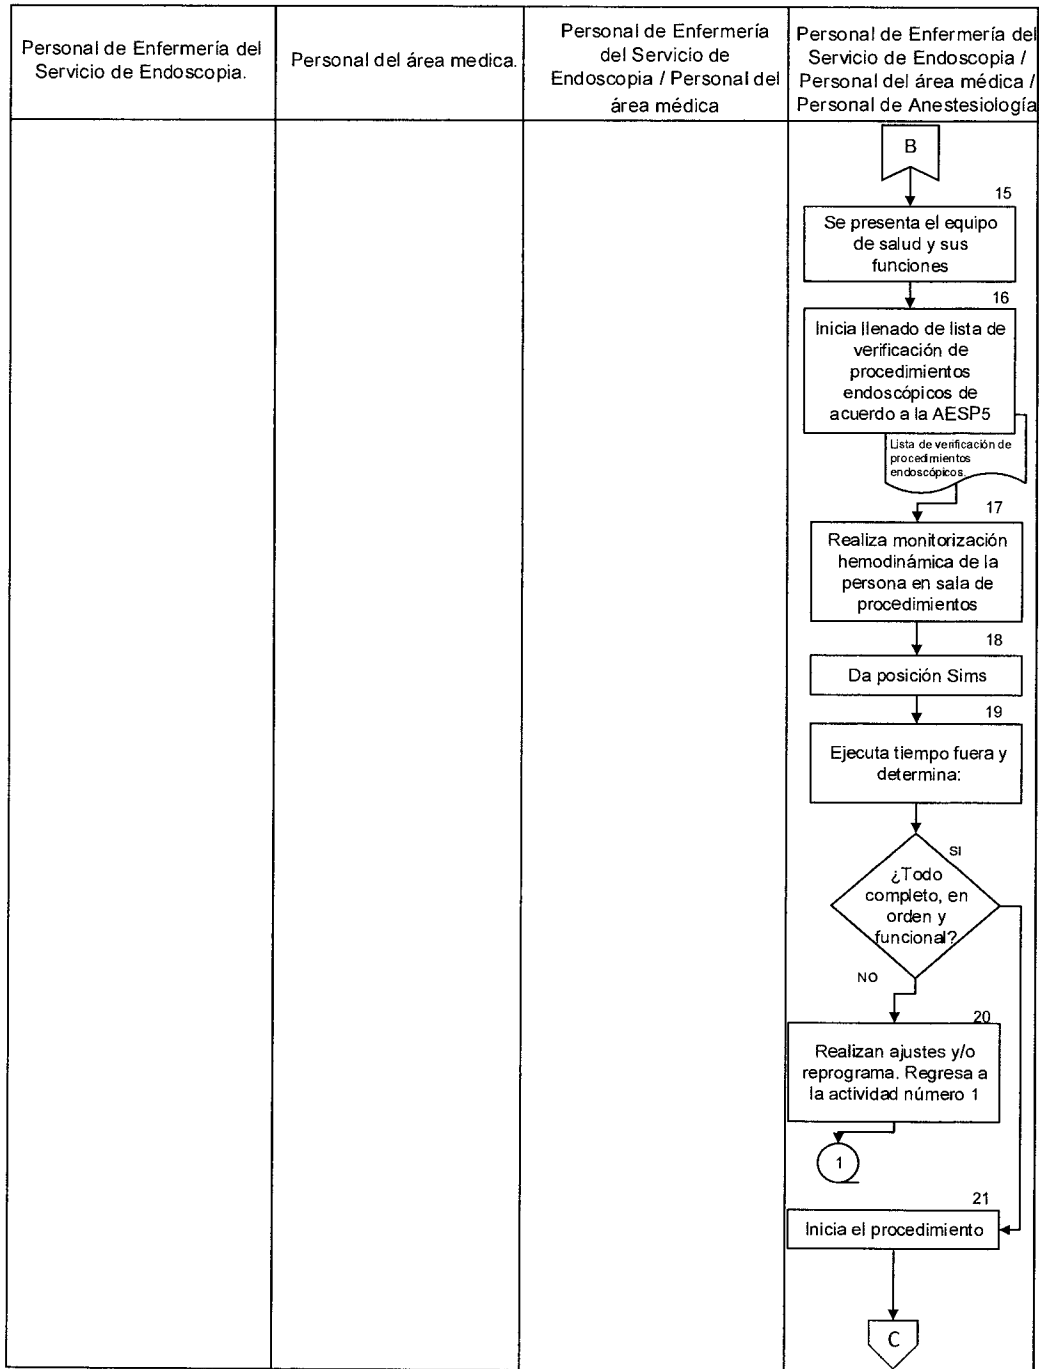 Personal de Enfermería del
Servicio de Endoscopia.
Personal del área medica.
Personal de Enfermería
del Servicio de
Endoscopia / Personal del
área médica
Personal de Enfermería del
Servicio de Endoscopia /
Personal del área médica /
Personal de Anestesiología
B
15
Se presenta el equipo
de salud y sus
funciones
16
Inicia llenado de lista de
verificación de
procedimientos
endoscópicos de
acuerdo a la AESP5
Lista de verificación de
procedimientos
endoscópicos.
17
Realiza monitorización
hemodinámica de la
persona en sala de
procedimientos
18
Da posición Sims
19
Ejecuta tiempo fuera y
determina:
SI
¿Todo
completo, en
orden y
funcional?
NO
20
Realizan ajustes y/o
reprograma. Regresa a
la actividad número 1
1
21
Inicia el procedimiento
C